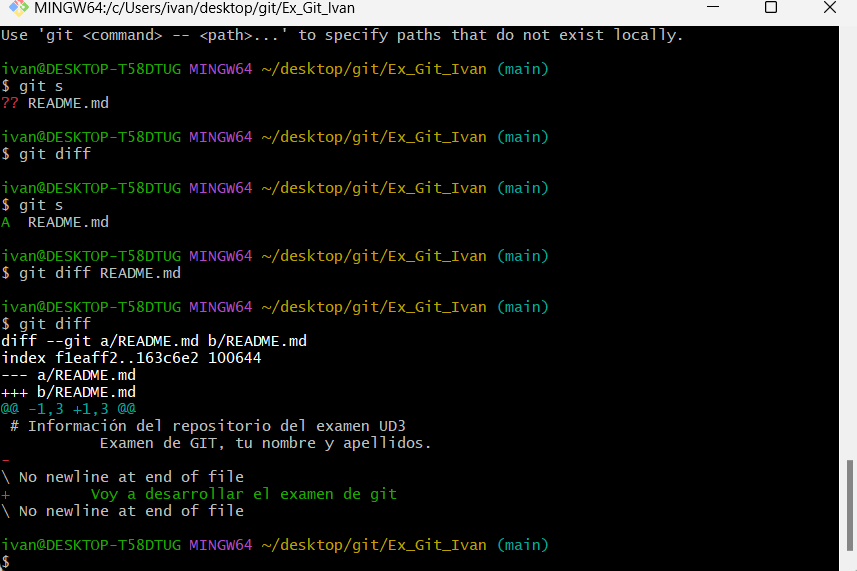 MINGW64:/c/Users/ivan/desktop/git/Ex_Git_Ivan
Use 'git <command> -- <path>...' to specify paths that do not exist locally.
ivan@DESKTOP-T58DTUG MINGW64 ~/desktop/git/Ex_Git_Ivan (main)
$ git s
?? README.md
ivan@DESKTOP-T58DTUG MINGW64 ~/desktop/git/Ex_Git_Ivan (main)
$ git diff
ivan@DESKTOP-T58DTUG MINGW64 ~/desktop/git/Ex_Git_Ivan (main)
$ git s
A  README.md
ivan@DESKTOP-T58DTUG MINGW64 ~/desktop/git/Ex_Git_Ivan (main)
$ git diff README.md
ivan@DESKTOP-T58DTUG MINGW64 ~/desktop/git/Ex_Git_Ivan (main)
$ git diff
diff --git a/README.md b/README.md
index f1eaff2..163c6e2 100644
--- a/README.md
+++ b/README.md
@@ -1,3 +1,3 @@
 # Información del repositorio del examen UD3
           Examen de GIT, tu nombre y apellidos.
-
\ No newline at end of file
+         Voy a desarrollar el examen de git
\ No newline at end of file
ivan@DESKTOP-T58DTUG MINGW64 ~/desktop/git/Ex_Git_Ivan (main)
$